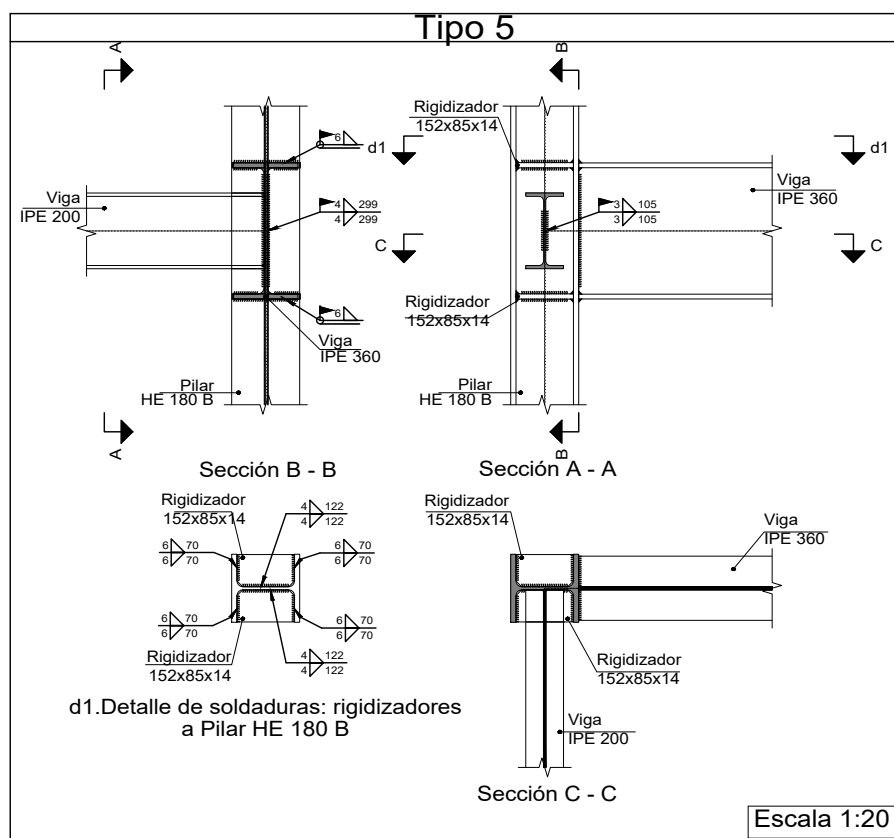 Tipo 5
A
B
Rigidizador
152x85x14
6
d1
d1
Viga
IPE 200
4 299
4 299
3 105
3 105
Viga
IPE 360
C
C
6
Rigidizador
152x85x14
Viga
IPE 360
Pilar
HE 180 B
Pilar
HE 180 B
A
B
Sección B - B
Sección A - A
Rigidizador
152x85x14
4 122
4 122
6 70
6 70
6 70
6 70
6 70
6 70
6 70
6 70
Rigidizador
152x85x14
4 122
4 122
d1.Detalle de soldaduras: rigidizadores
a Pilar HE 180 B
Rigidizador
152x85x14
Viga
IPE 360
Rigidizador
152x85x14
Viga
IPE 200
Sección C - C
Escala 1:20